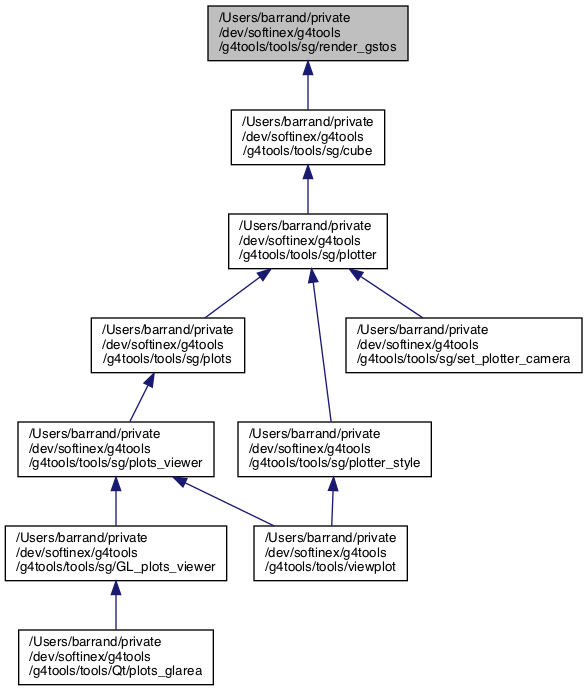 /Users/barrand/private
/dev/softinex/g4tools
/g4tools/tools/sg/render_gstos
/Users/barrand/private
/dev/softinex/g4tools
/g4tools/tools/sg/cube
/Users/barrand/private
/dev/softinex/g4tools
/g4tools/tools/sg/plotter
/Users/barrand/private
/dev/softinex/g4tools
/g4tools/tools/sg/plots
/Users/barrand/private
/dev/softinex/g4tools
/g4tools/tools/sg/set_plotter_camera
/Users/barrand/private
/dev/softinex/g4tools
/g4tools/tools/sg/plots_viewer
/Users/barrand/private
/dev/softinex/g4tools
/g4tools/tools/sg/plotter_style
/Users/barrand/private
/dev/softinex/g4tools
/g4tools/tools/sg/GL_plots_viewer
/Users/barrand/private
/dev/softinex/g4tools
/g4tools/tools/viewplot
/Users/barrand/private
/dev/softinex/g4tools
/g4tools/tools/Qt/plots_glarea